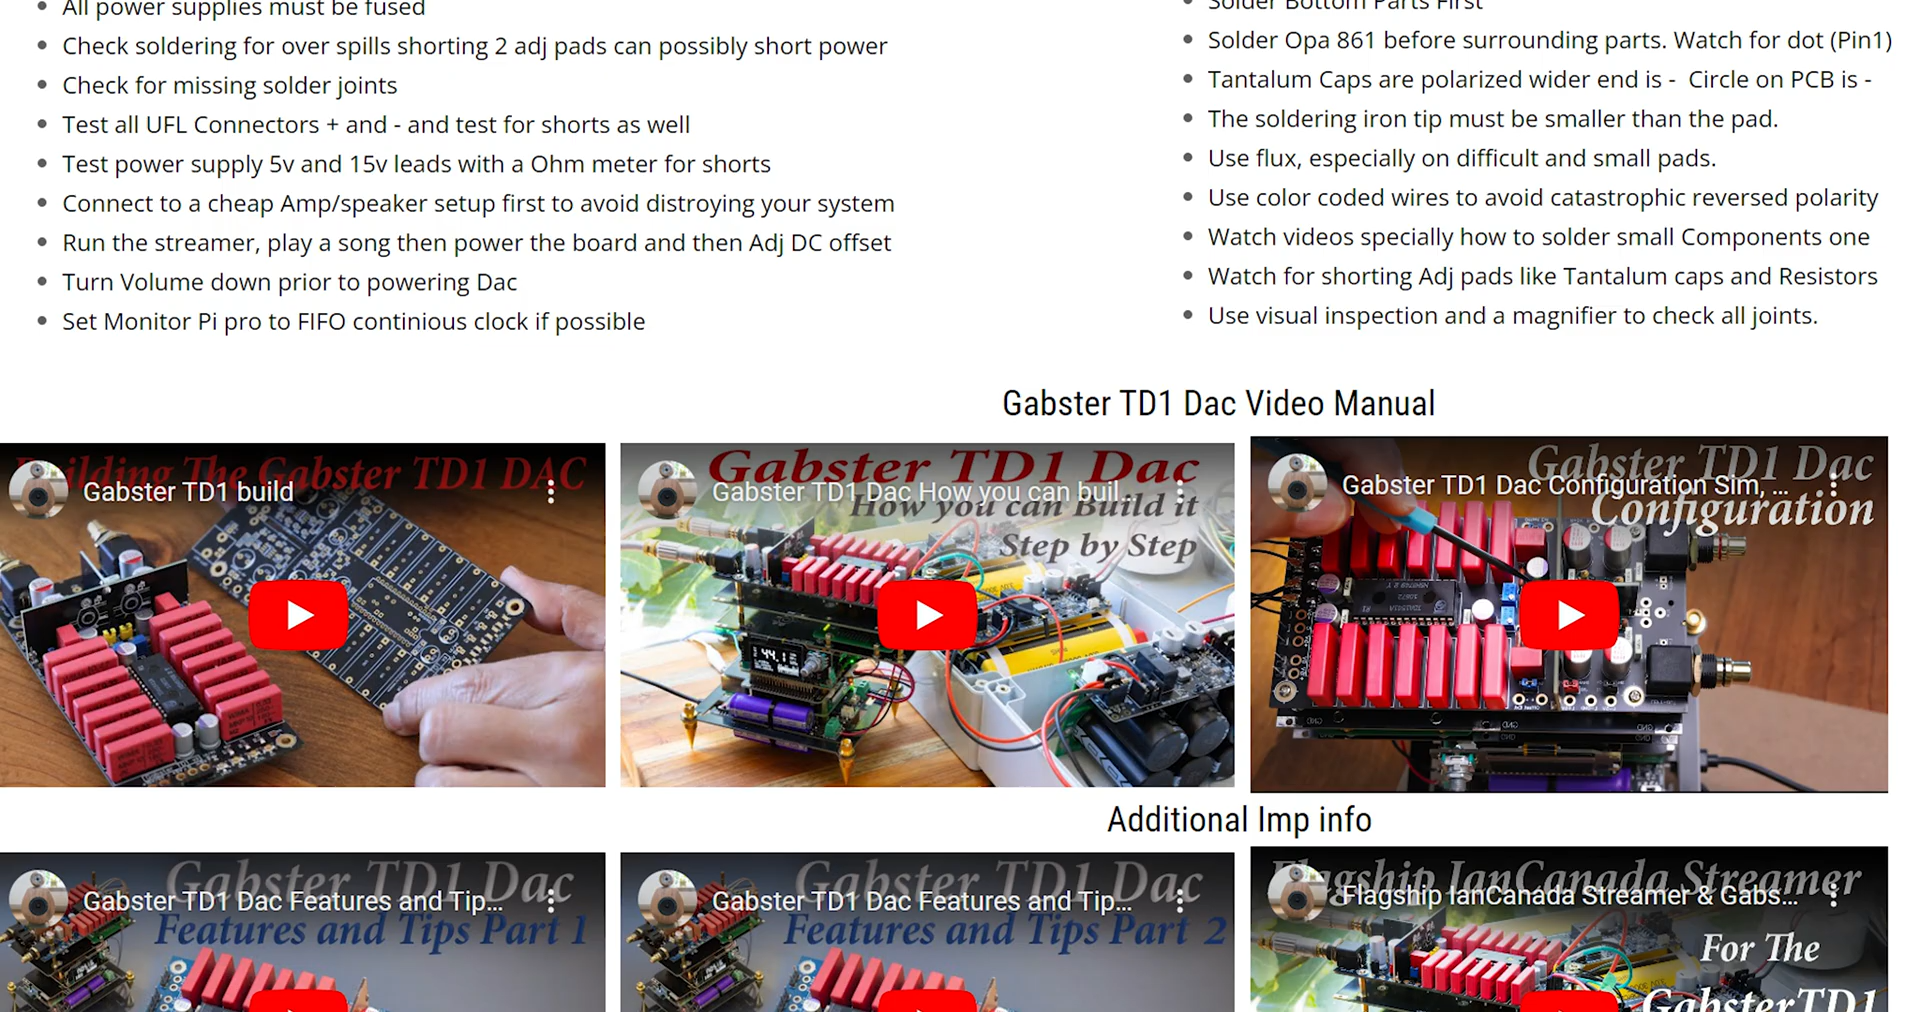 All power supplies must be fused
Check soldering for over spills shorting 2 adj pads can possibly short power
Check for missing solder joints
Test all UFL Connectors + and - and test for shorts as well
Test power supply 5v and 15v leads with a Ohm meter for shorts
Connect to a cheap Amp/speaker setup first to avoid distroying your system
Run the streamer, play a song then power the board and then Adj DC offset
Turn Volume down prior to powering Dac
Set Monitor Pi pro to FIFO continious clock if possible
Solder Bottom Parts First
Solder Opa 861 before surrounding parts. Watch for dot (Pin1)
Tantalum Caps are polarized wider end is - Circle on PCB is -
The soldering iron tip must be smaller than the pad.
Use flux, especially on difficult and small pads.
Use color coded wires to avoid catastrophic reversed polarity
Watch videos specially how to solder small Components one
Watch for shorting Adj pads like Tantalum caps and Resistors
Use visual inspection and a magnifier to check all joints.
Gabster TD1 Dac Video Manual
Building The Gabster TD1 DAC
Gabster TD1 build
Gabster TD1 Dac
Gabster TD1 Dac How you can buil...
How you can Build it
Step by Step
44.1
Gabster TD1 Dac
Gabster TD1 Dac Configuration Sim, ...
Configuration
Additional Imp info
Gabster TD1 Dac
Gabster TD1 Dac Features and Tip...
Features and Tips Part 1
Gabster TD1 Dac
Gabster TD1 Dac Features and Tip...
Features and Tips Part 2
Flagship IanCanada Streamer
Flagship IanCanada Streamer & Gabs...
For The
GabsterTD1